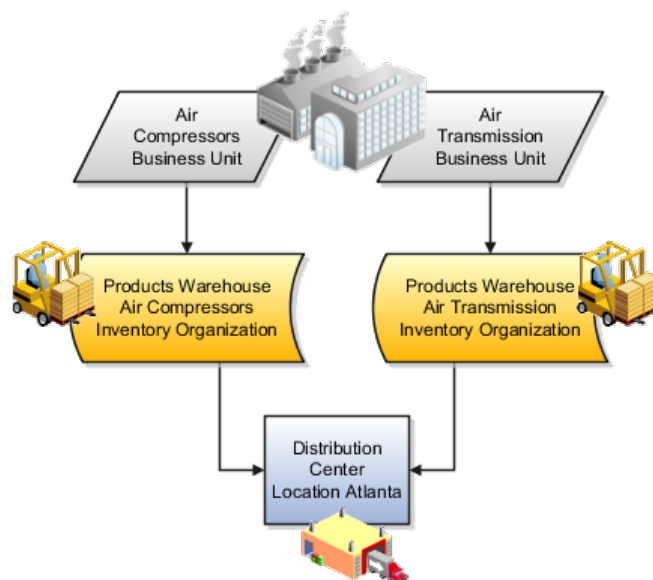 Air
Compressors
Business Unit
Air
Transmission
Business Unit
Products Warehouse
Air Compressors
Inventory Organization
Products Warehouse
Air Transmission
Inventory Organization
Distribution
Center
Location Atlanta